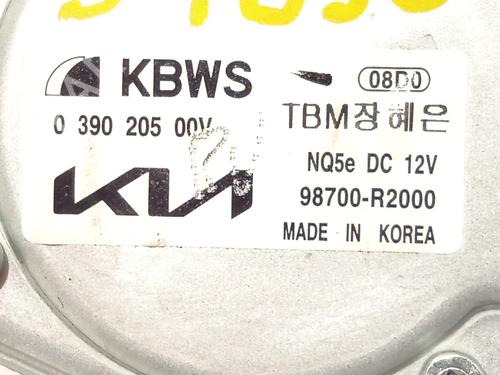 KBWS
08D0
0 390 205 00V
TBM장혜은
KIA
NQ5e DC 12V
98700-R2000
MADE IN KOREA